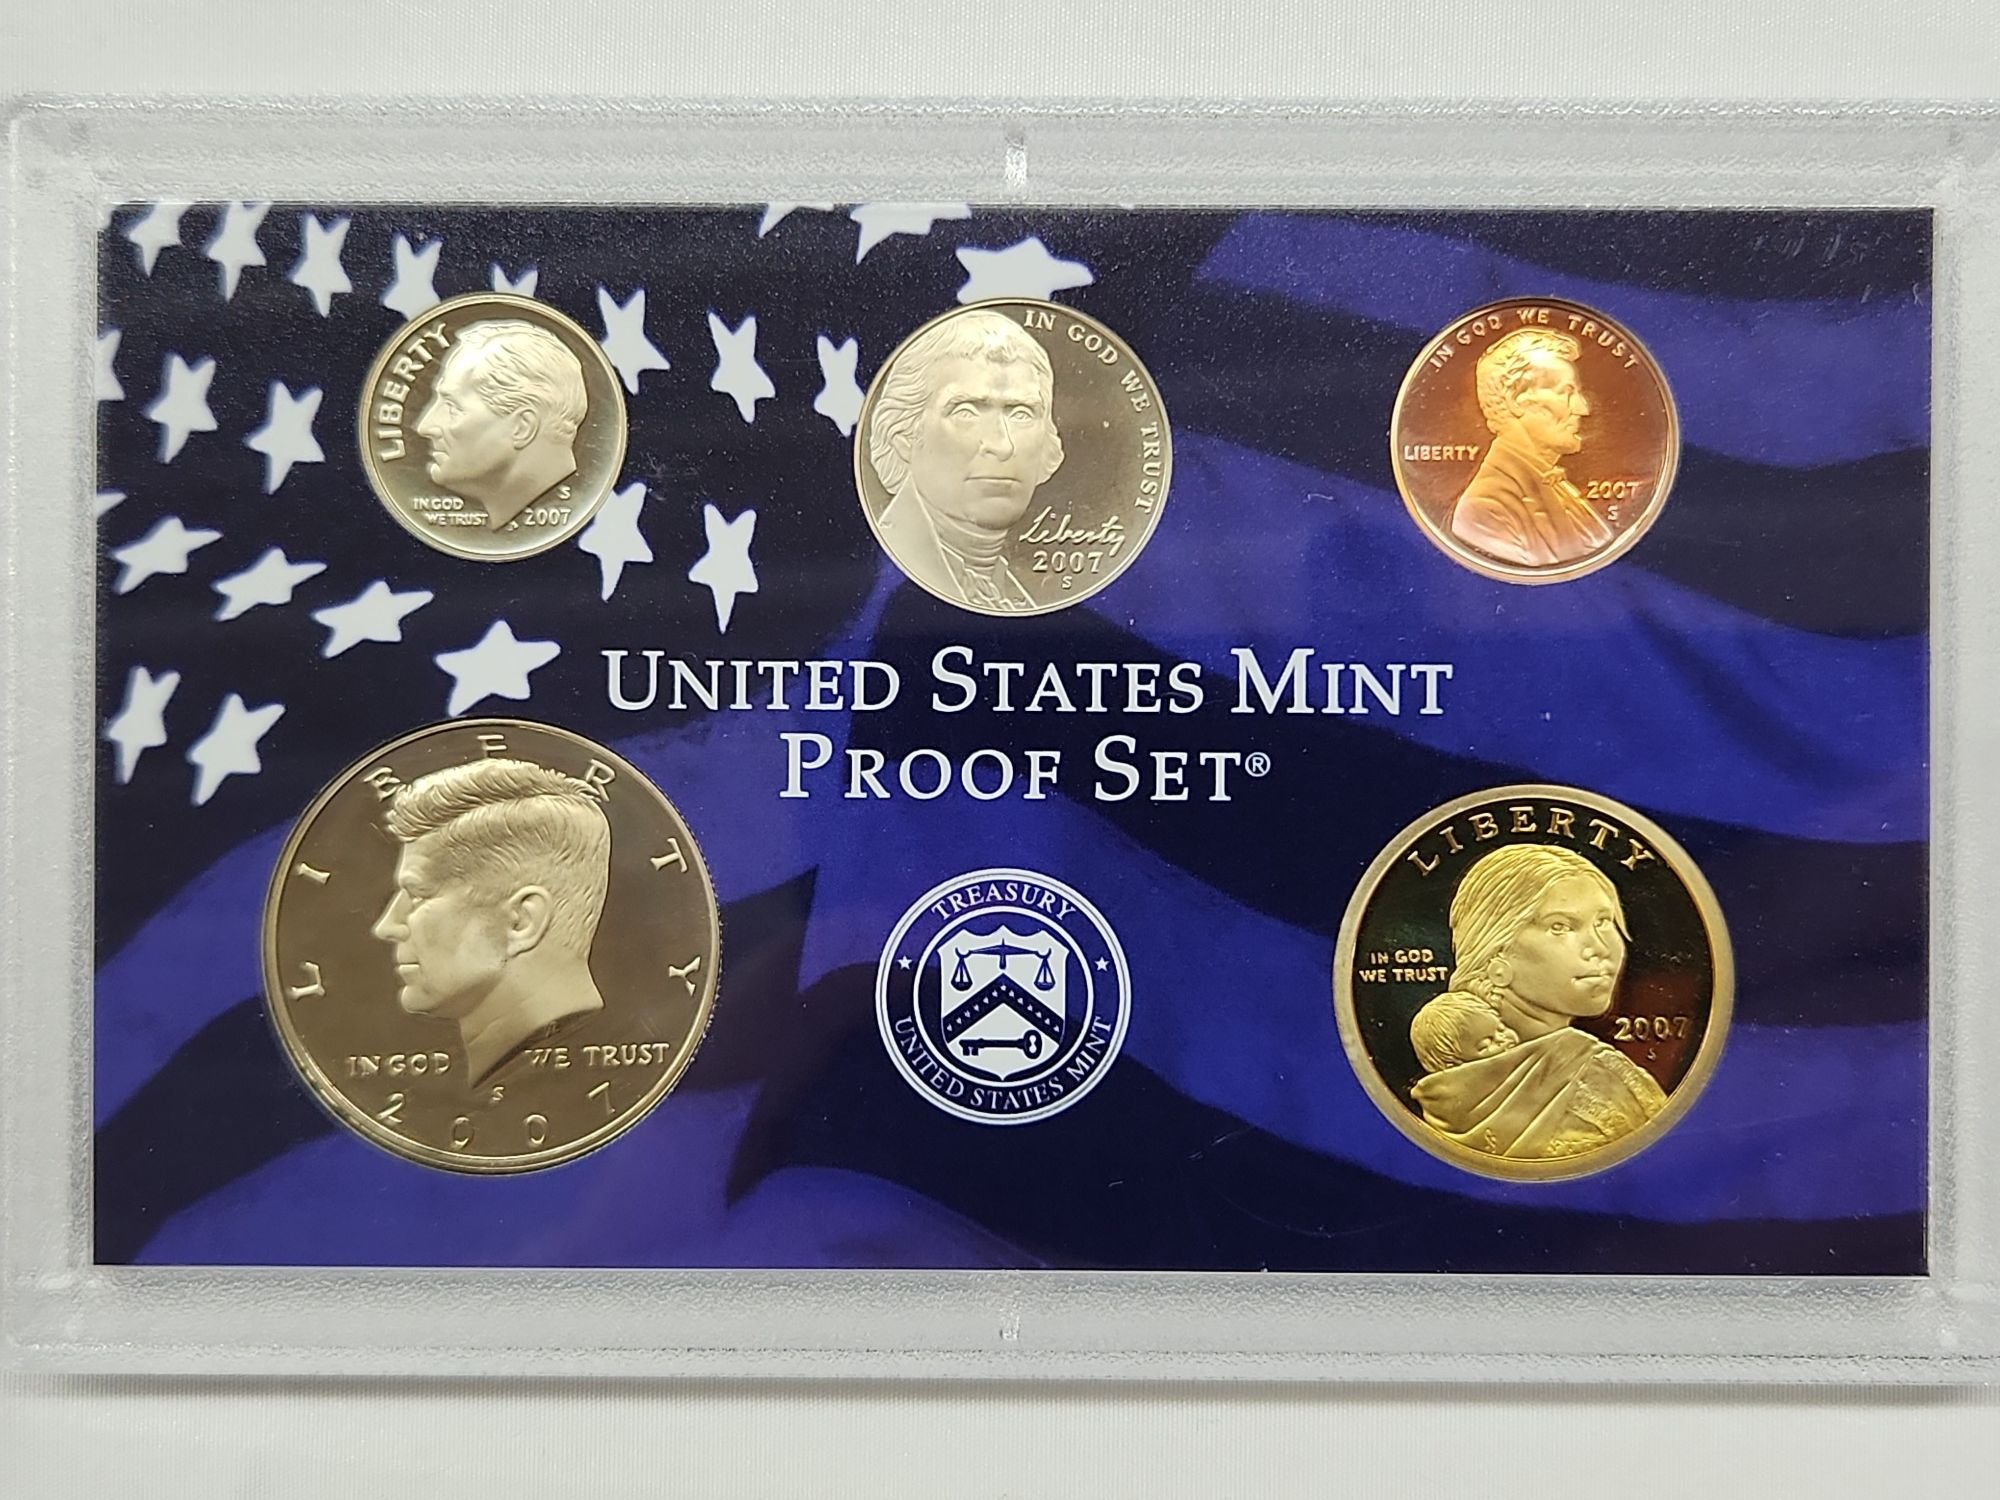 LIBERTY
IN GOD
WE TRUST
S
2007
IN GOD WE TRUST
Liberty
2007
S
IN GOD WE TRUST
LIBERTY
2007
S
UNITED STATES MINT
PROOF SET®
LIBERTY
IN GOD WE TRUST
S
2007
TREASURY
UNITED STATES MINT
LIBERTY
IN GOD
WE TRUST
2007
S